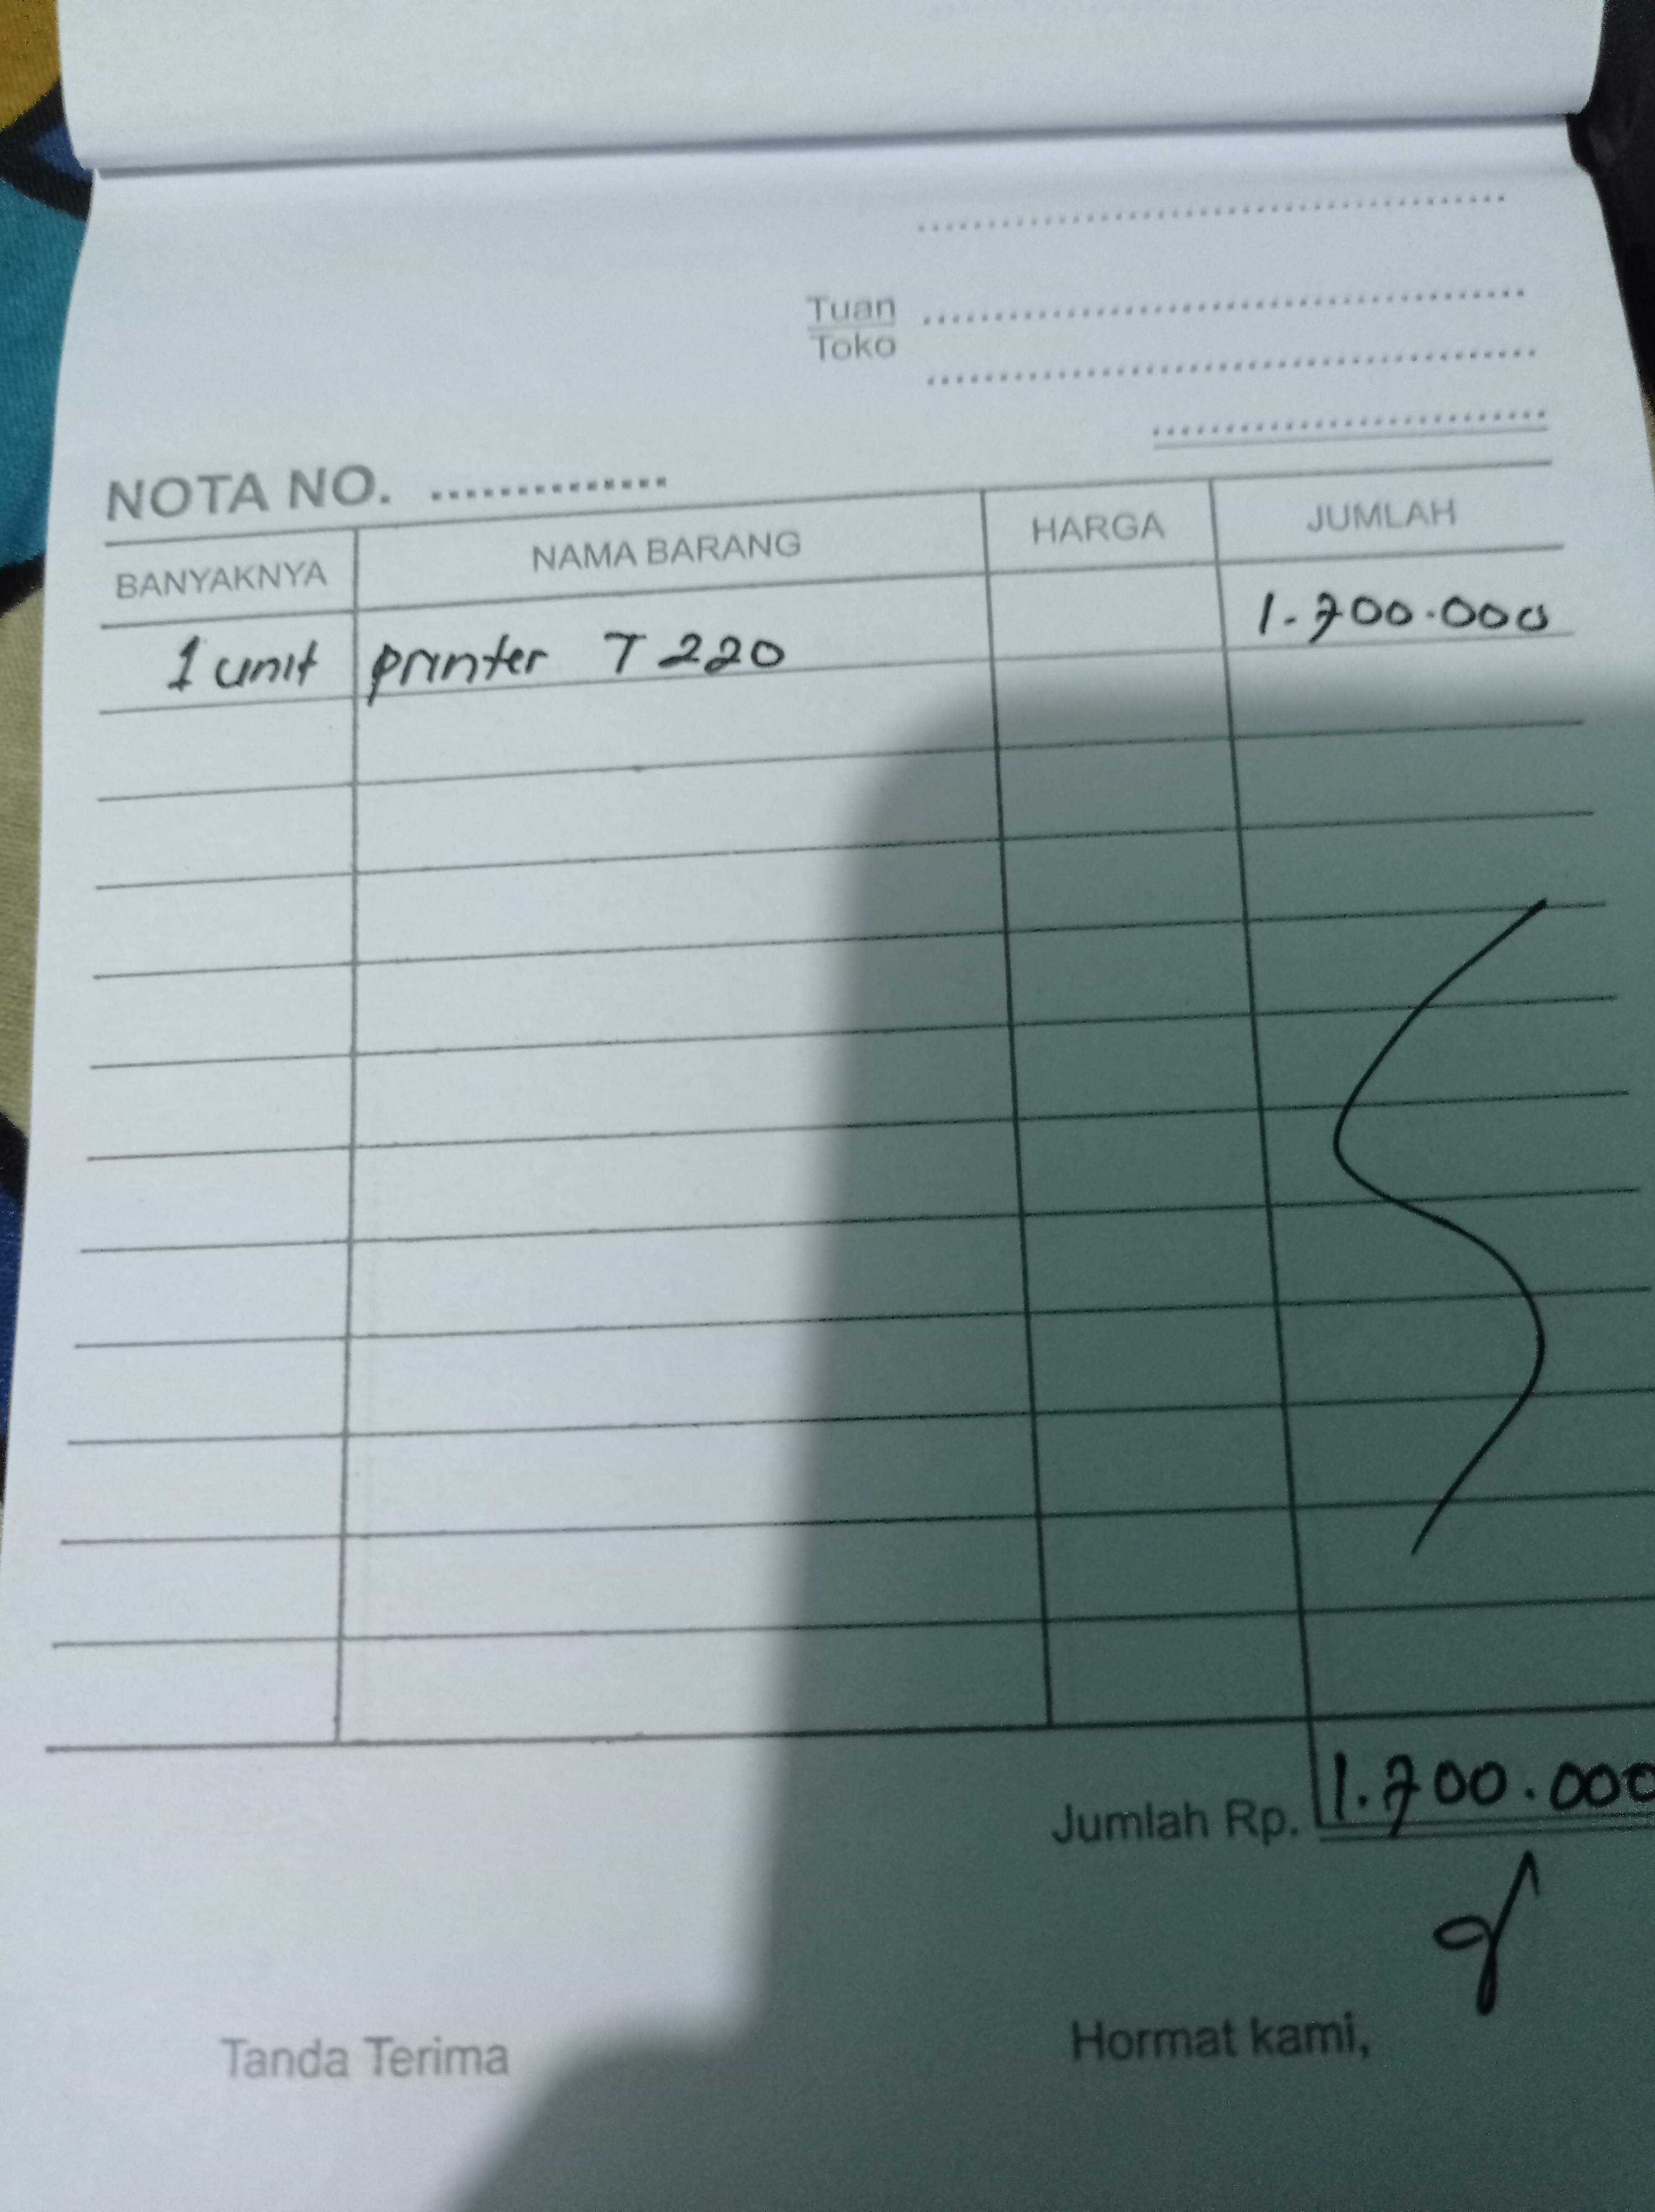 Tuan
Toko
NOTA NO. ..............
BANYAKNYA NAMA BARANG HARGA JUMLAH
1 unit printer T220 1.700.000
Jumlah Rp. 1.700.000
Tanda Terima Hormat kami,